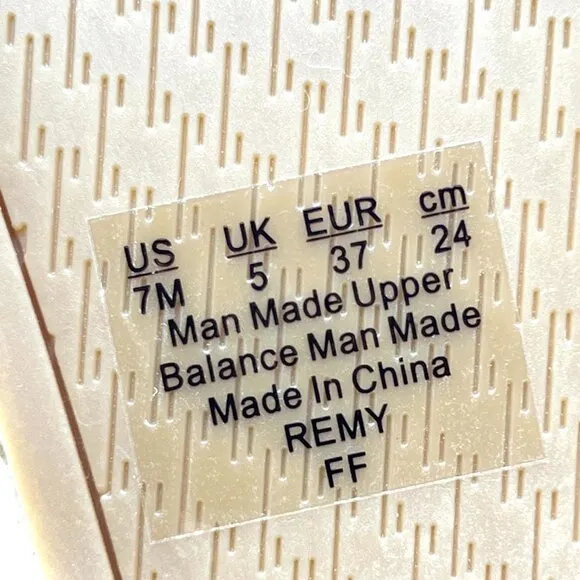 US UK EUR cm
7M 5 37 24
Man Made Upper
Balance Man Made
Made In China
REMY
FF